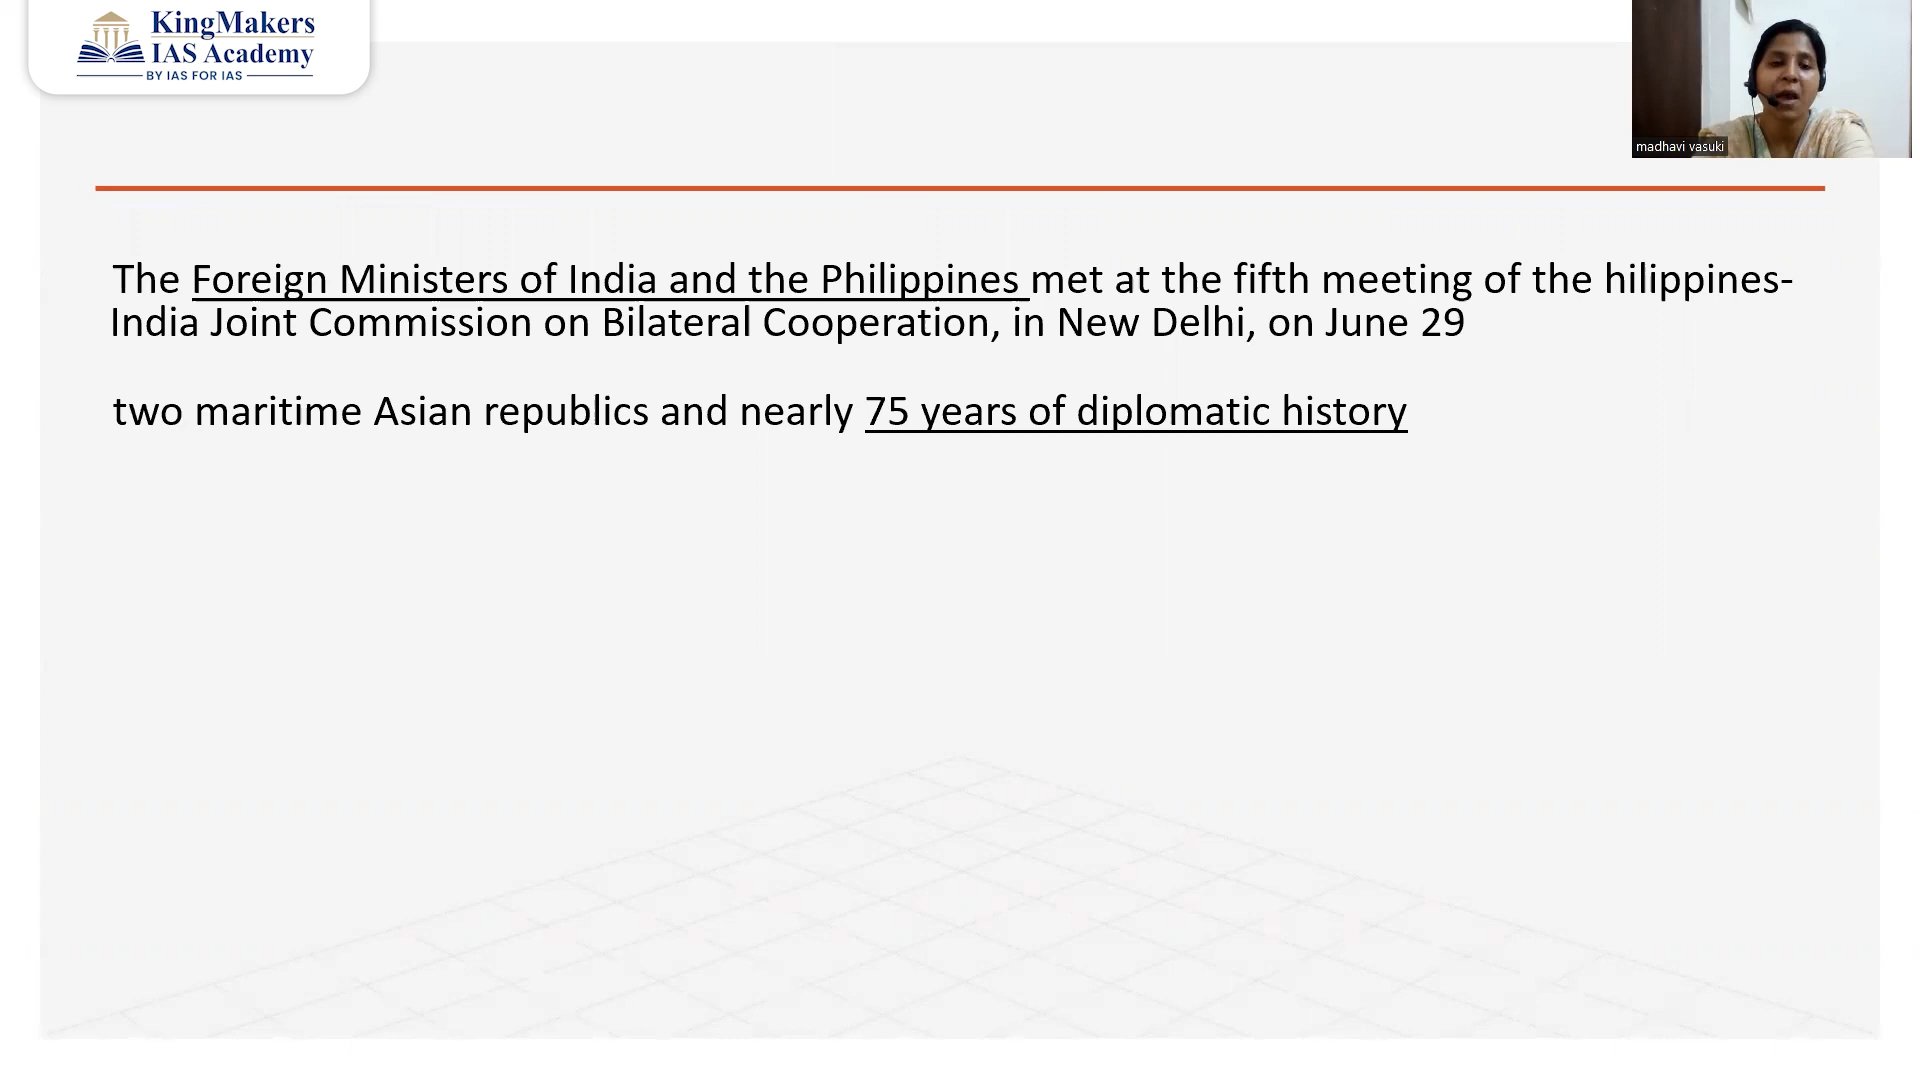 KingMakers
IAS Academy
BY IAS FOR IAS
madhavi vasuki
The Foreign Ministers of India and the Philippines met at the fifth meeting of the hilippines-
India Joint Commission on Bilateral Cooperation, in New Delhi, on June 29
two maritime Asian republics and nearly 75 years of diplomatic history